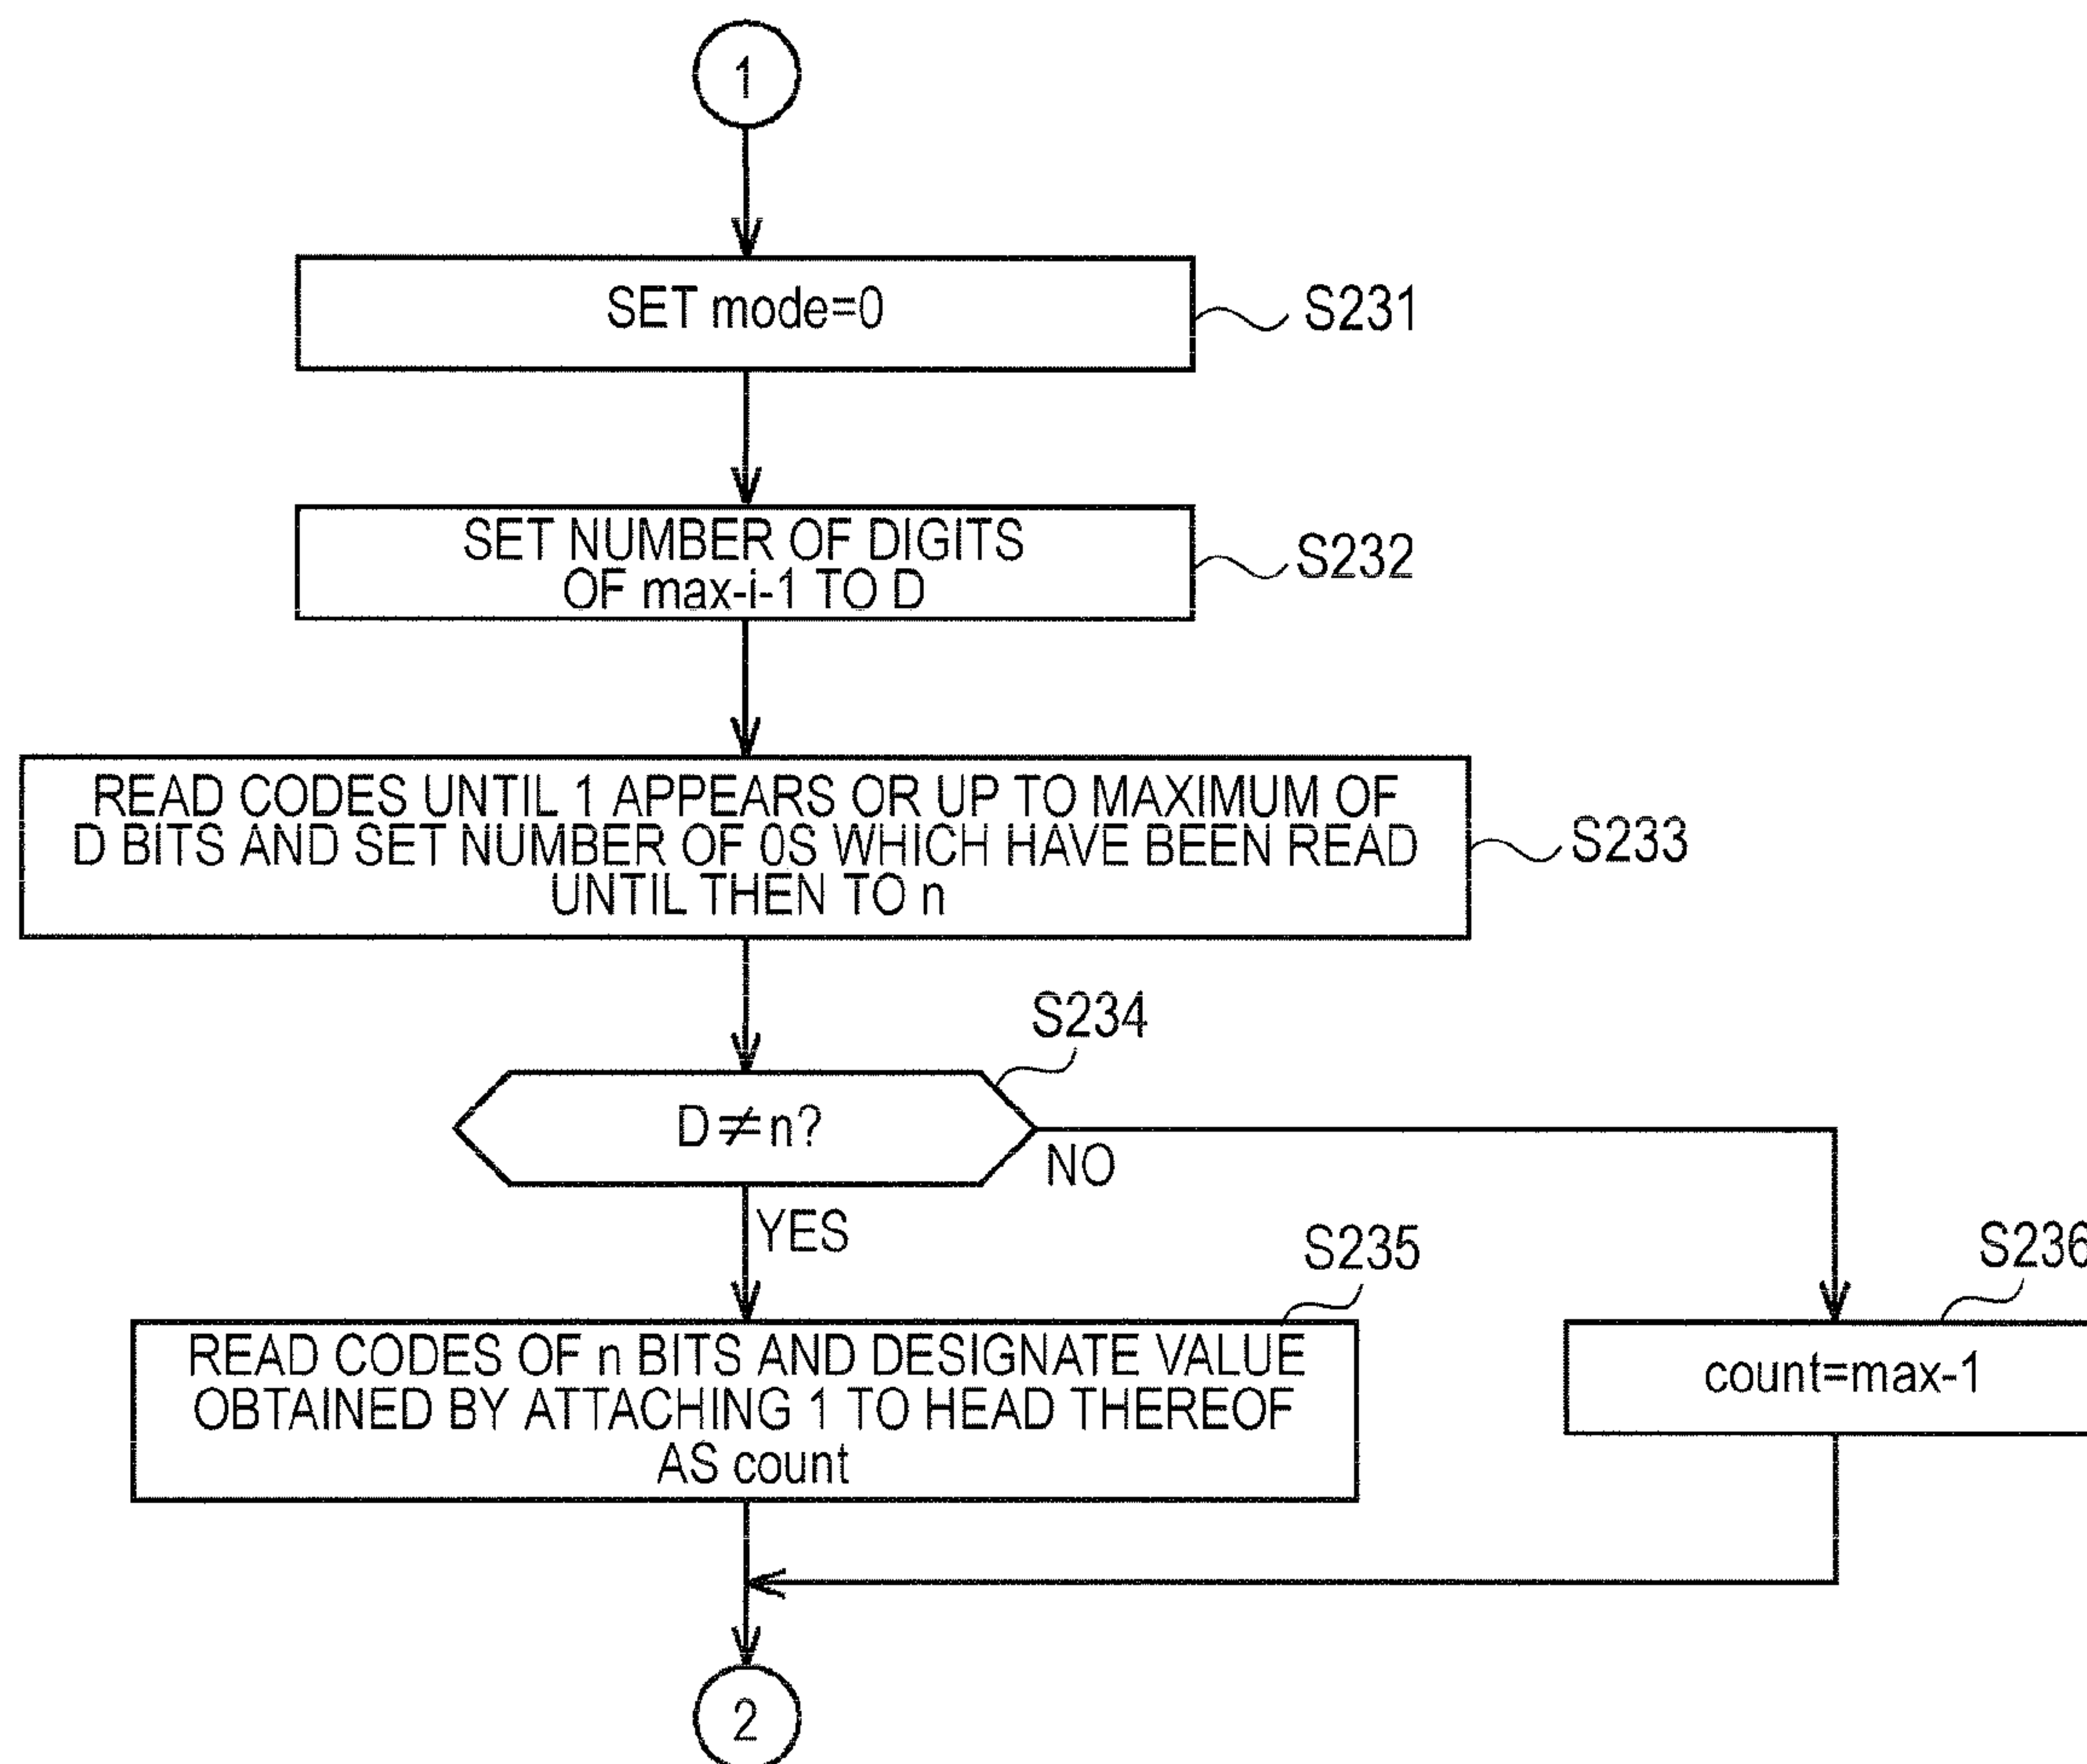 1
SET mode=0
S231
SET NUMBER OF DIGITS
OF max-i-1 TO D
S232
READ CODES UNTIL 1 APPEARS OR UP TO MAXIMUM OF
D BITS AND SET NUMBER OF 0S WHICH HAVE BEEN READ
UNTIL THEN TO n
S233
S234
D≠n?
NO
YES
S235
S236
READ CODES OF n BITS AND DESIGNATE VALUE
OBTAINED BY ATTACHING 1 TO HEAD THEREOF
AS count
count=max-1
2